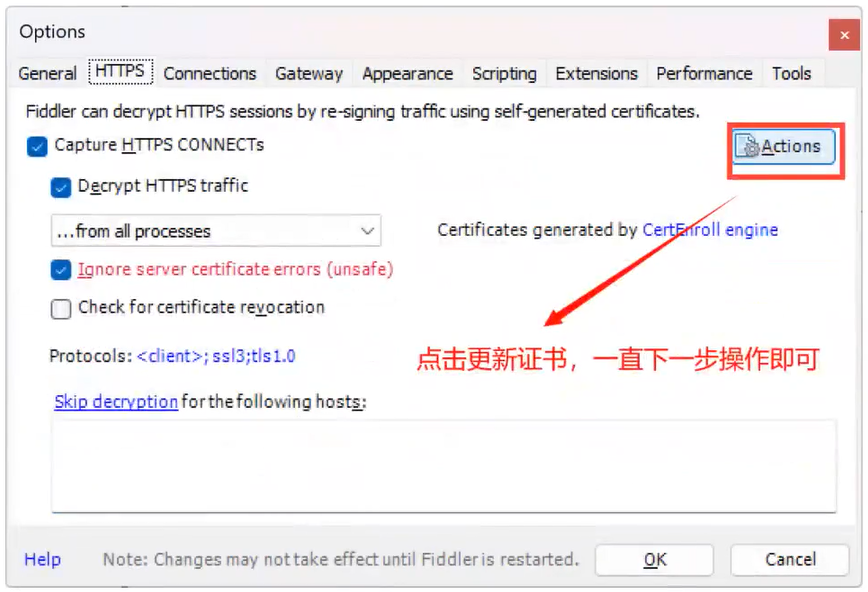 Options
General HTTPS Connections Gateway Appearance Scripting Extensions Performance Tools
Fiddler can decrypt HTTPS sessions by re-signing traffic using self-generated certificates.
Capture HTTPS CONNECTs
Actions
Decrypt HTTPS traffic
...from all processes
Certificates generated by CertEnroll engine
Ignore server certificate errors (unsafe)
Check for certificate revocation
Protocols: <client>; ssl3;tls1.0
点击更新证书，一直下一步操作即可
Skip decryption for the following hosts:
Help
Note: Changes may not take effect until Fiddler is restarted.
OK
Cancel